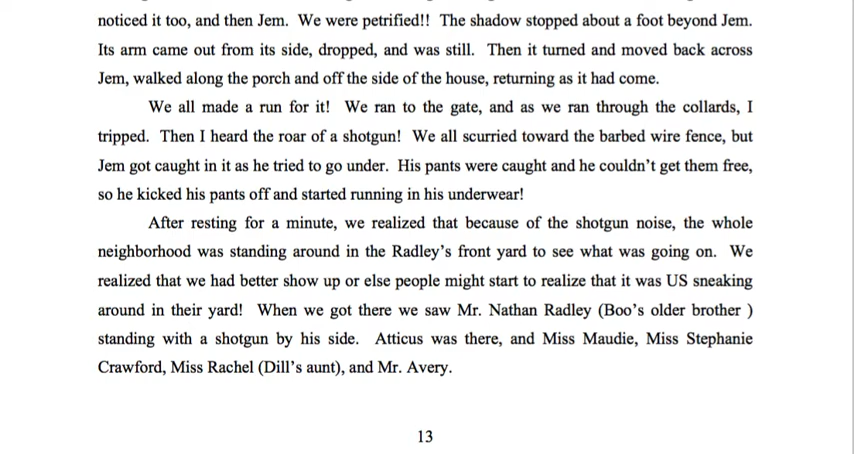 noticed it too, and then Jem. We were petrified!! The shadow stopped about a foot beyond Jem.
Its arm came out from its side, dropped, and was still. Then it turned and moved back across
Jem, walked along the porch and off the side of the house, returning as it had come.
We all made a run for it! We ran to the gate, and as we ran through the collards, I
tripped. Then I heard the roar of a shotgun! We all scurried toward the barbed wire fence, but
Jem got caught in it as he tried to go under. His pants were caught and he couldn't get them free,
so he kicked his pants off and started running in his underwear!
After resting for a minute, we realized that because of the shotgun noise, the whole
neighborhood was standing around in the Radley's front yard to see what was going on. We
realized that we had better show up or else people might start to realize that it was US sneaking
around in their yard! When we got there we saw Mr. Nathan Radley (Boo's older brother )
standing with a shotgun by his side. Atticus was there, and Miss Maudie, Miss Stephanie
Crawford, Miss Rachel (Dill's aunt), and Mr. Avery.
13